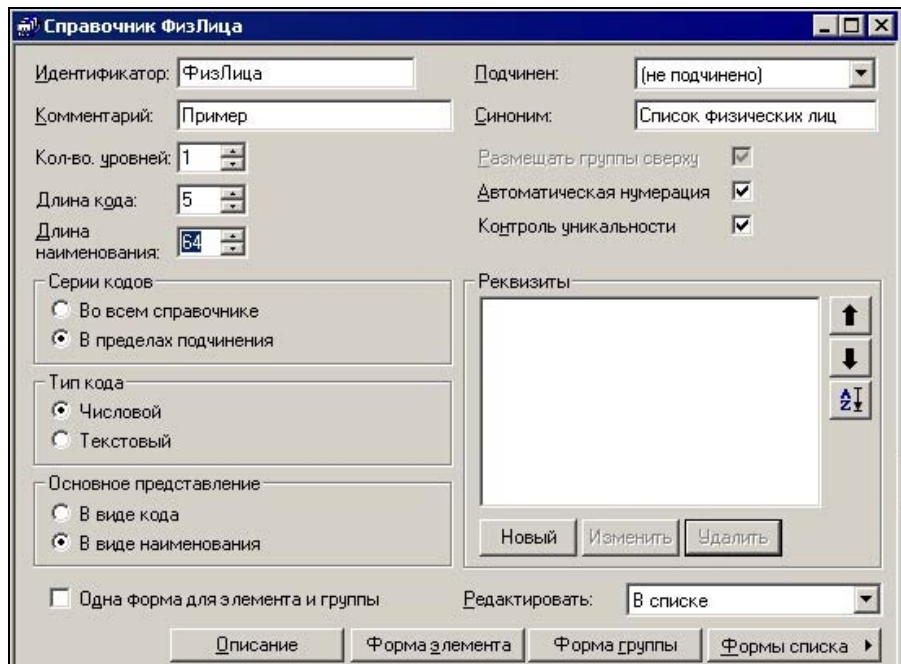 Справочник ФизЛица
Идентификатор: ФизЛица
Подчинен: (не подчинено)
Комментарий: Пример
Синоним: Список физических лиц
Кол-во. уровней: 1
Размещать группы сверху
Длина кода: 5
Автоматическая нумерация
Длина
наименования: 64
Контроль уникальности
Серии кодов
Во всем справочнике
В пределах подчинения
Тип кода
Числовой
Текстовый
Основное представление
В виде кода
В виде наименования
Реквизиты
Новый Изменить Удалить
Одна форма для элемента и группы
Редактировать: В списке
Описание Форма элемента Форма группы Формы списка